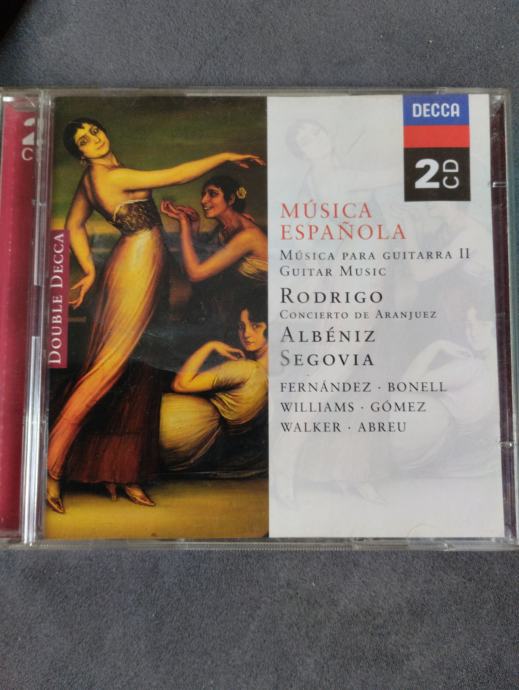 DOUBLE DECCA
DECCA
2CD
MÚSICA
ESPAÑOLA
MÚSICA PARA GUITARRA II
GUITAR MUSIC
RODRIGO
CONCIERTO DE ARANJUEZ
ALBÉNIZ
SEGOVIA
FERNÁNDEZ · BONELL
WILLIAMS · GÓMEZ
WALKER · ABREU